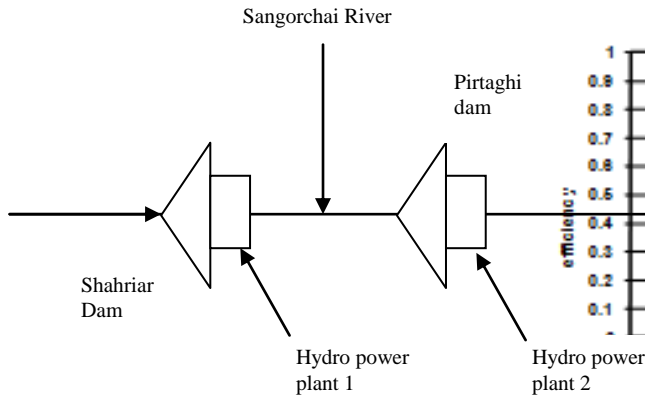 Sangorchai River
Pirtaghi
dam
Shahriar
Dam
Hydro power
plant 1
Hydro power
plant 2
efficiency
1
0.9
0.8
0.7
0.6
0.5
0.4
0.3
0.2
0.1